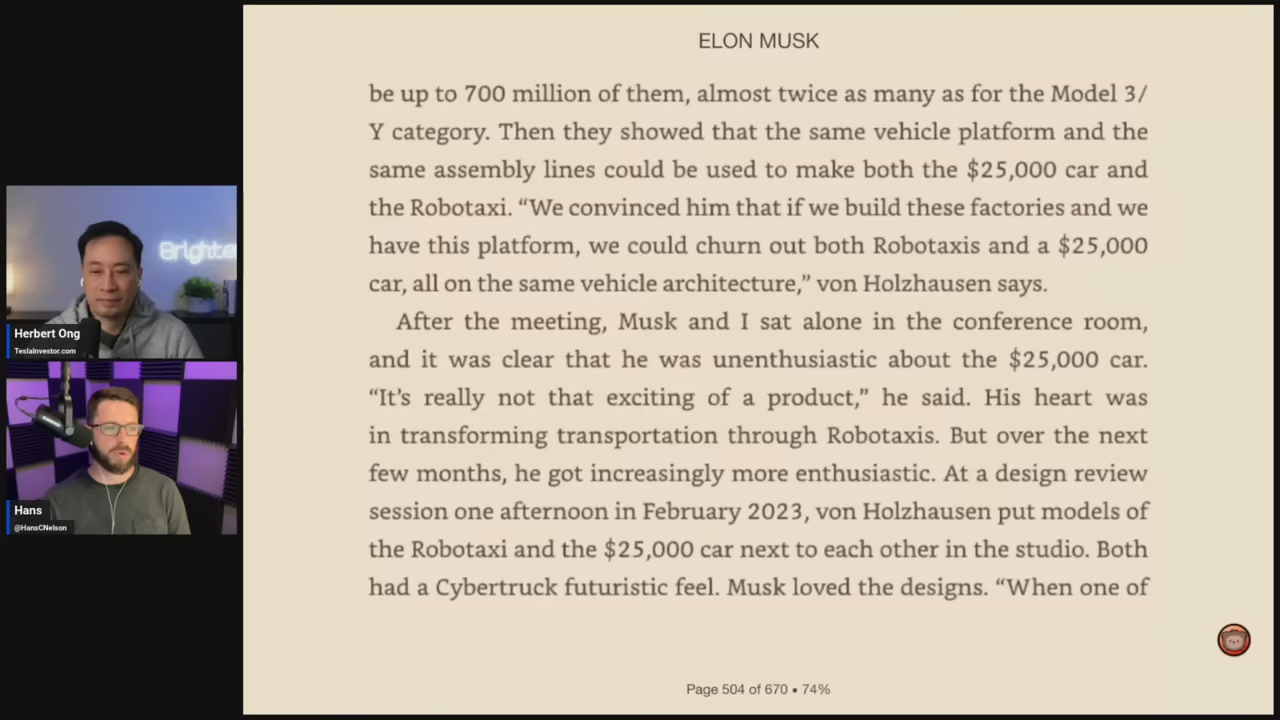 ELON MUSK
be up to 700 million of them, almost twice as many as for the Model 3/
Y category. Then they showed that the same vehicle platform and the
same assembly lines could be used to make both the $25,000 car and
the Robotaxi. “We convinced him that if we build these factories and we
have this platform, we could churn out both Robotaxis and a $25,000
car, all on the same vehicle architecture,” von Holzhausen says.
After the meeting, Musk and I sat alone in the conference room,
and it was clear that he was unenthusiastic about the $25,000 car.
“It’s really not that exciting of a product,” he said. His heart was
in transforming transportation through Robotaxis. But over the next
few months, he got increasingly more enthusiastic. At a design review
session one afternoon in February 2023, von Holzhausen put models of
the Robotaxi and the $25,000 car next to each other in the studio. Both
had a Cybertruck futuristic feel. Musk loved the designs. “When one of
Page 504 of 670 • 74%
Brighte
Herbert Ong
TeslaInvestor.com
Hans
@HansCNelson